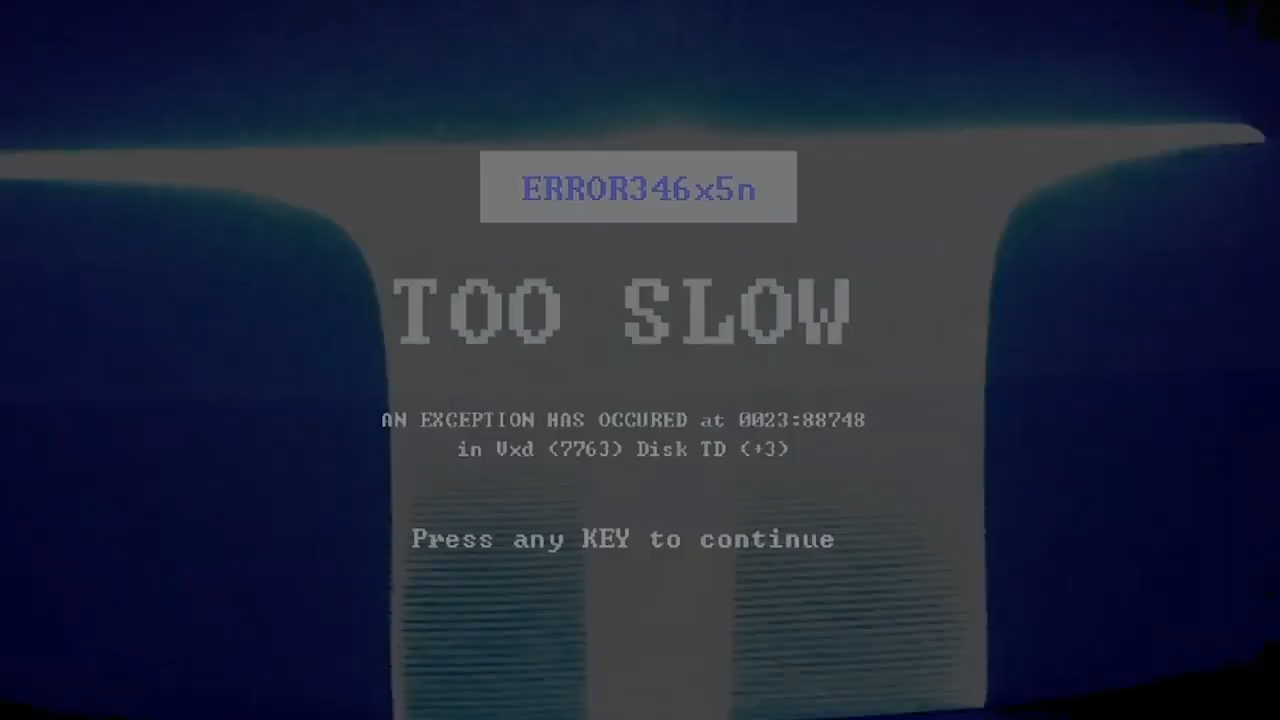 ERROR346x5n
TOO SLOW
AN EXCEPTION HAS OCCURED at 0023:88748
in Vxd (7763) Disk TD (+3)
Press any KEY to continue